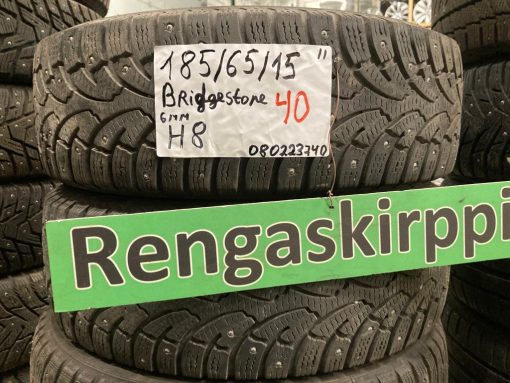 185/65/15"
Bridgestone 40
6MM
H8
080223740
Rengaskirppi